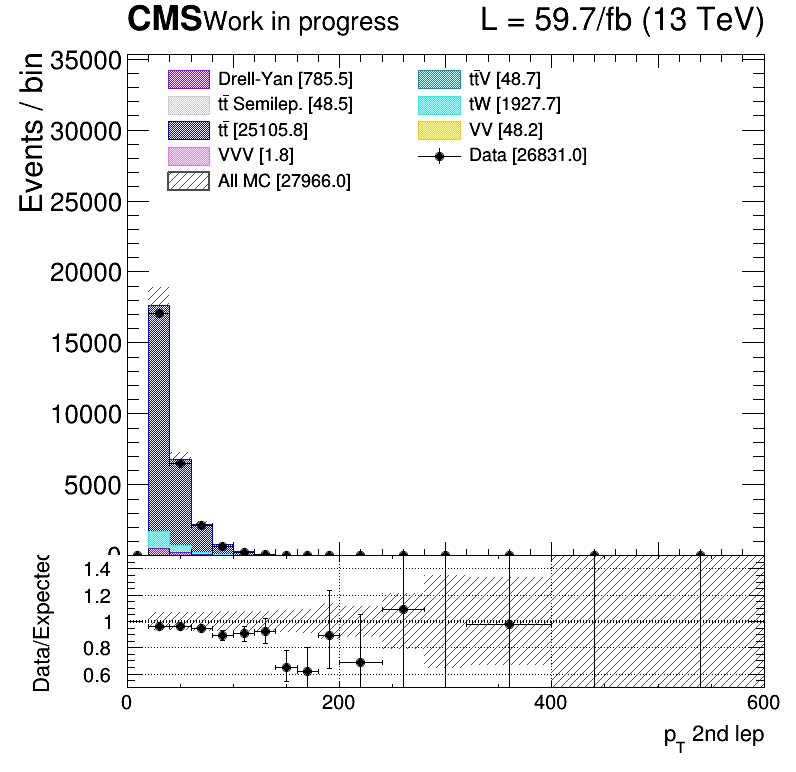 CMS Work in progress L = 59.7/fb (13 TeV)
Events / bin
35000
30000
25000
20000
15000
10000
5000
0
Drell-Yan [785.5]
tt̄ Semilep. [48.5]
tt̄ [25105.8]
VVV [1.8]
All MC [27966.0]
tt̄V [48.7]
tW [1927.7]
VV [48.2]
Data [26831.0]
Data/Expected
1.4
1.2
1
0.8
0.6
0 200 400 600
p_T 2nd lep